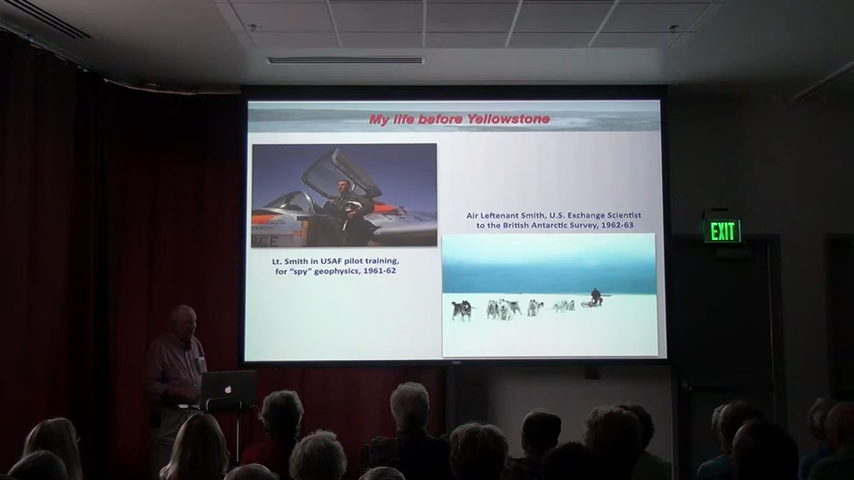 My life before Yellowstone
CE
Lt. Smith in USAF pilot training,
for "spy" geophysics, 1961-62
Air Leftenant Smith, U.S. Exchange Scientist
to the British Antarctic Survey, 1962-63
EXIT